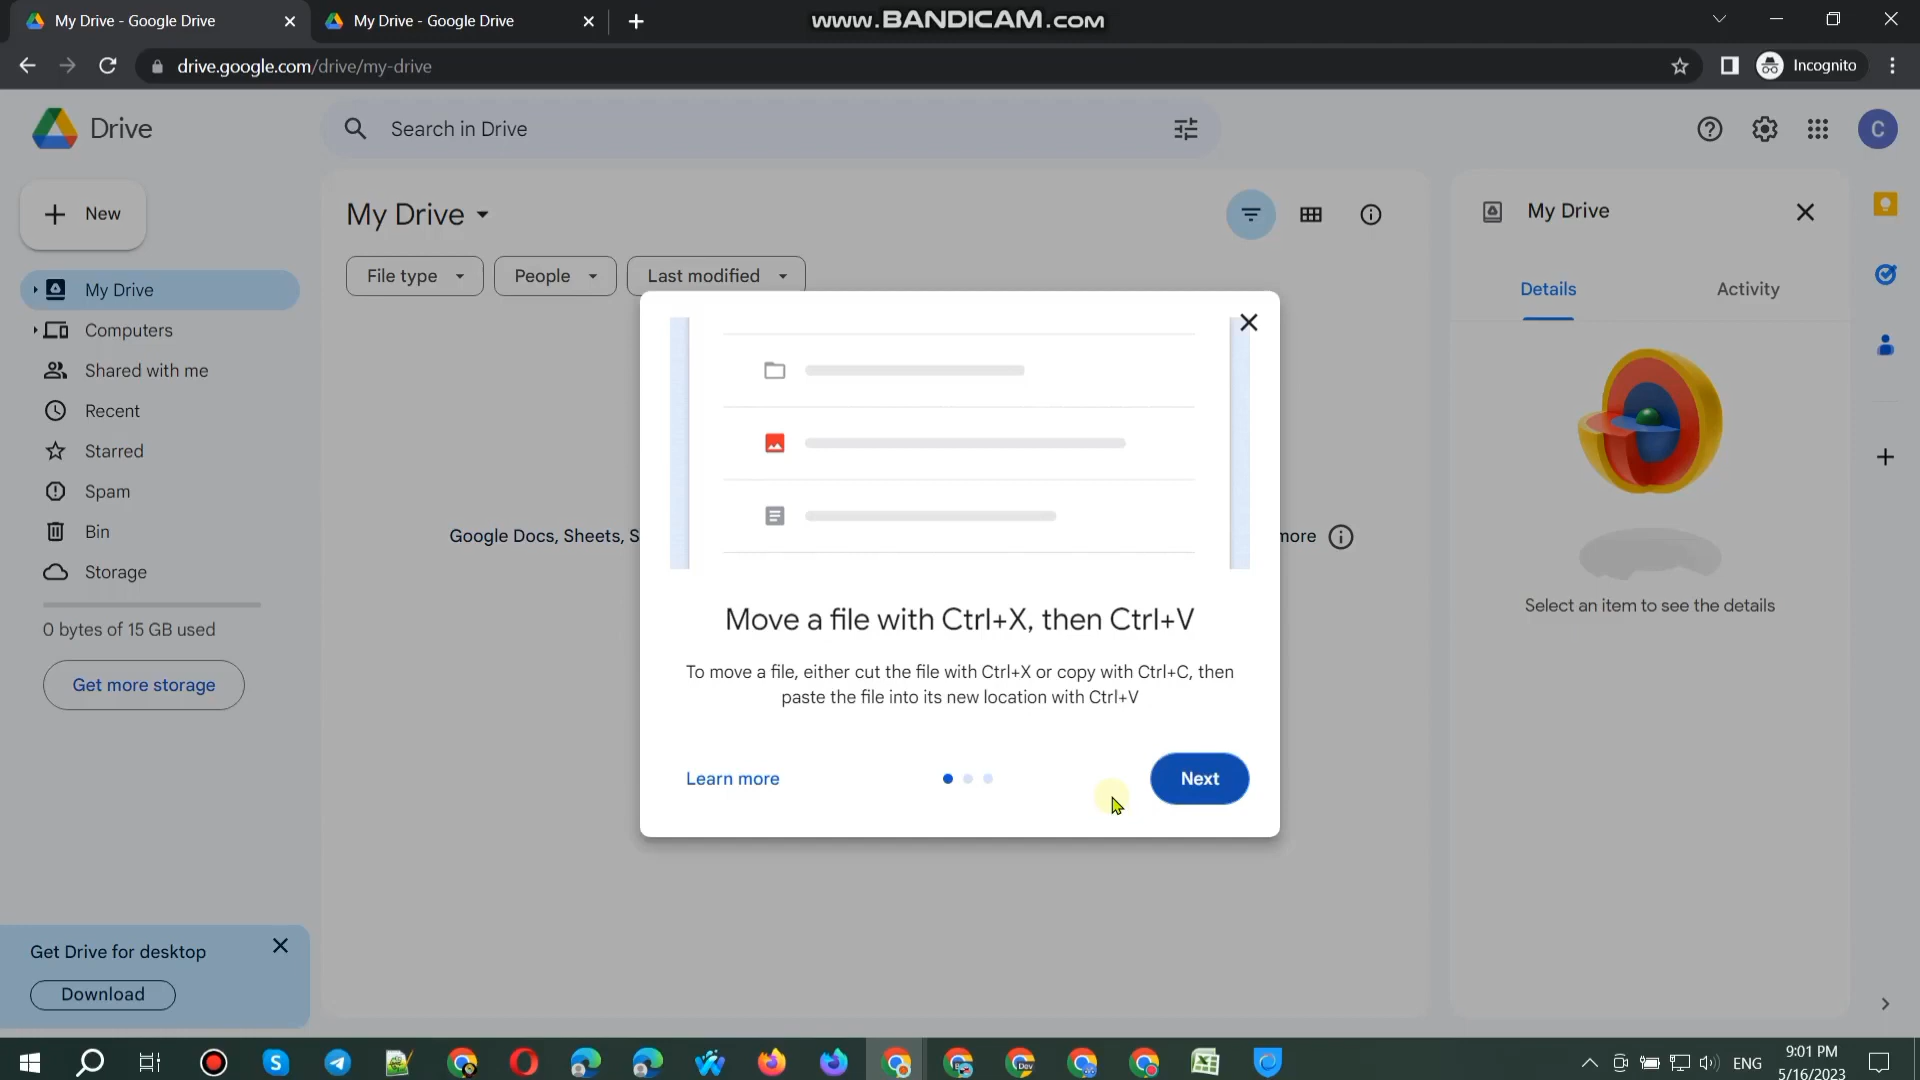 My Drive - Google Drive
My Drive - Google Drive
www.BANDICAM.com
drive.google.com/drive/my-drive
Incognito
Drive
Search in Drive
C
New
My Drive
My Drive
File type
People
Last modified
My Drive
Computers
Shared with me
Recent
Starred
Spam
Bin
Storage
0 bytes of 15 GB used
Get more storage
Details
Activity
Google Docs, Sheets, S
more
Select an item to see the details
Move a file with Ctrl+X, then Ctrl+V
To move a file, either cut the file with Ctrl+X or copy with Ctrl+C, then
paste the file into its new location with Ctrl+V
Learn more
Next
Get Drive for desktop
Download
Dev
ENG
9:01 PM
5/16/2023